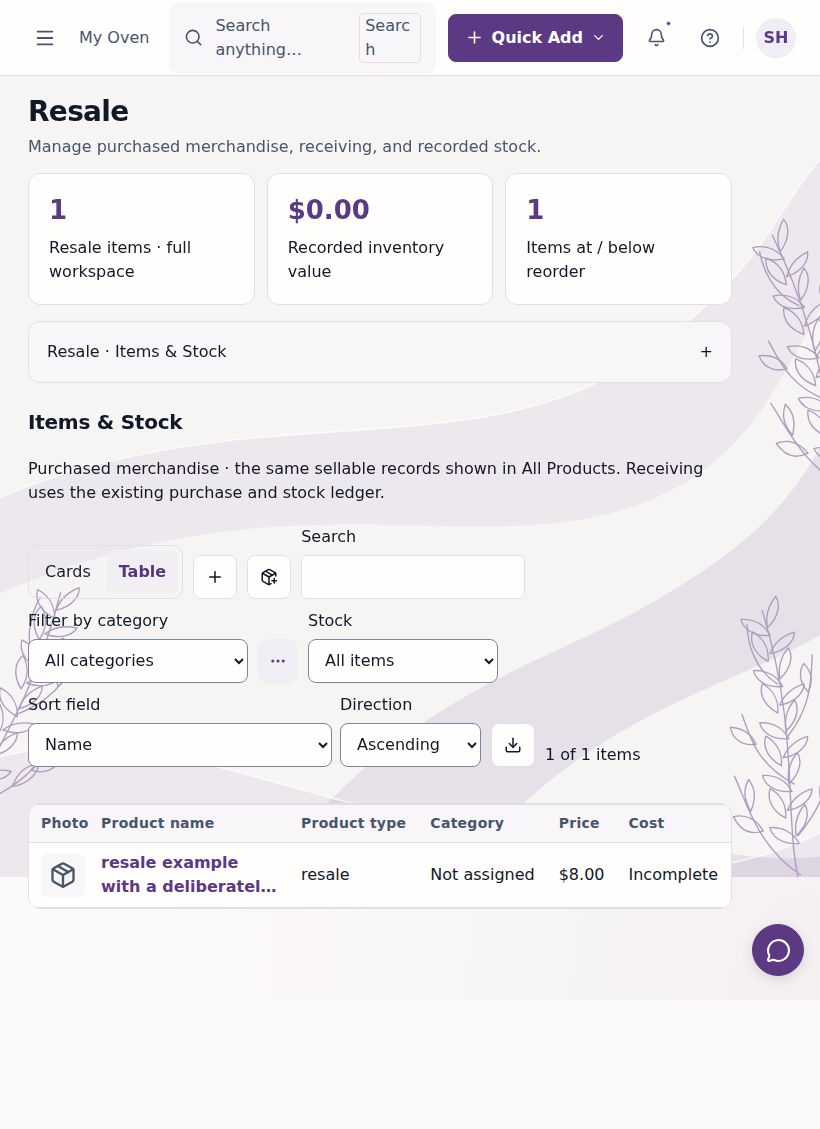 My Oven
Search
anything…
Searc
h
Quick Add
SH
Resale
Manage purchased merchandise, receiving, and recorded stock.
1
Resale items · full
workspace
$0.00
Recorded inventory
value
1
Items at / below
reorder
Resale · Items & Stock
+
Items & Stock
Purchased merchandise · the same sellable records shown in All Products. Receiving
uses the existing purchase and stock ledger.
Search
Cards Table
Filter by category Stock
All categories ... All items
Sort field Direction
Name Ascending 1 of 1 items
Photo Product name Product type Category Price Cost
resale example
with a deliberatel…
resale Not assigned $8.00 Incomplete